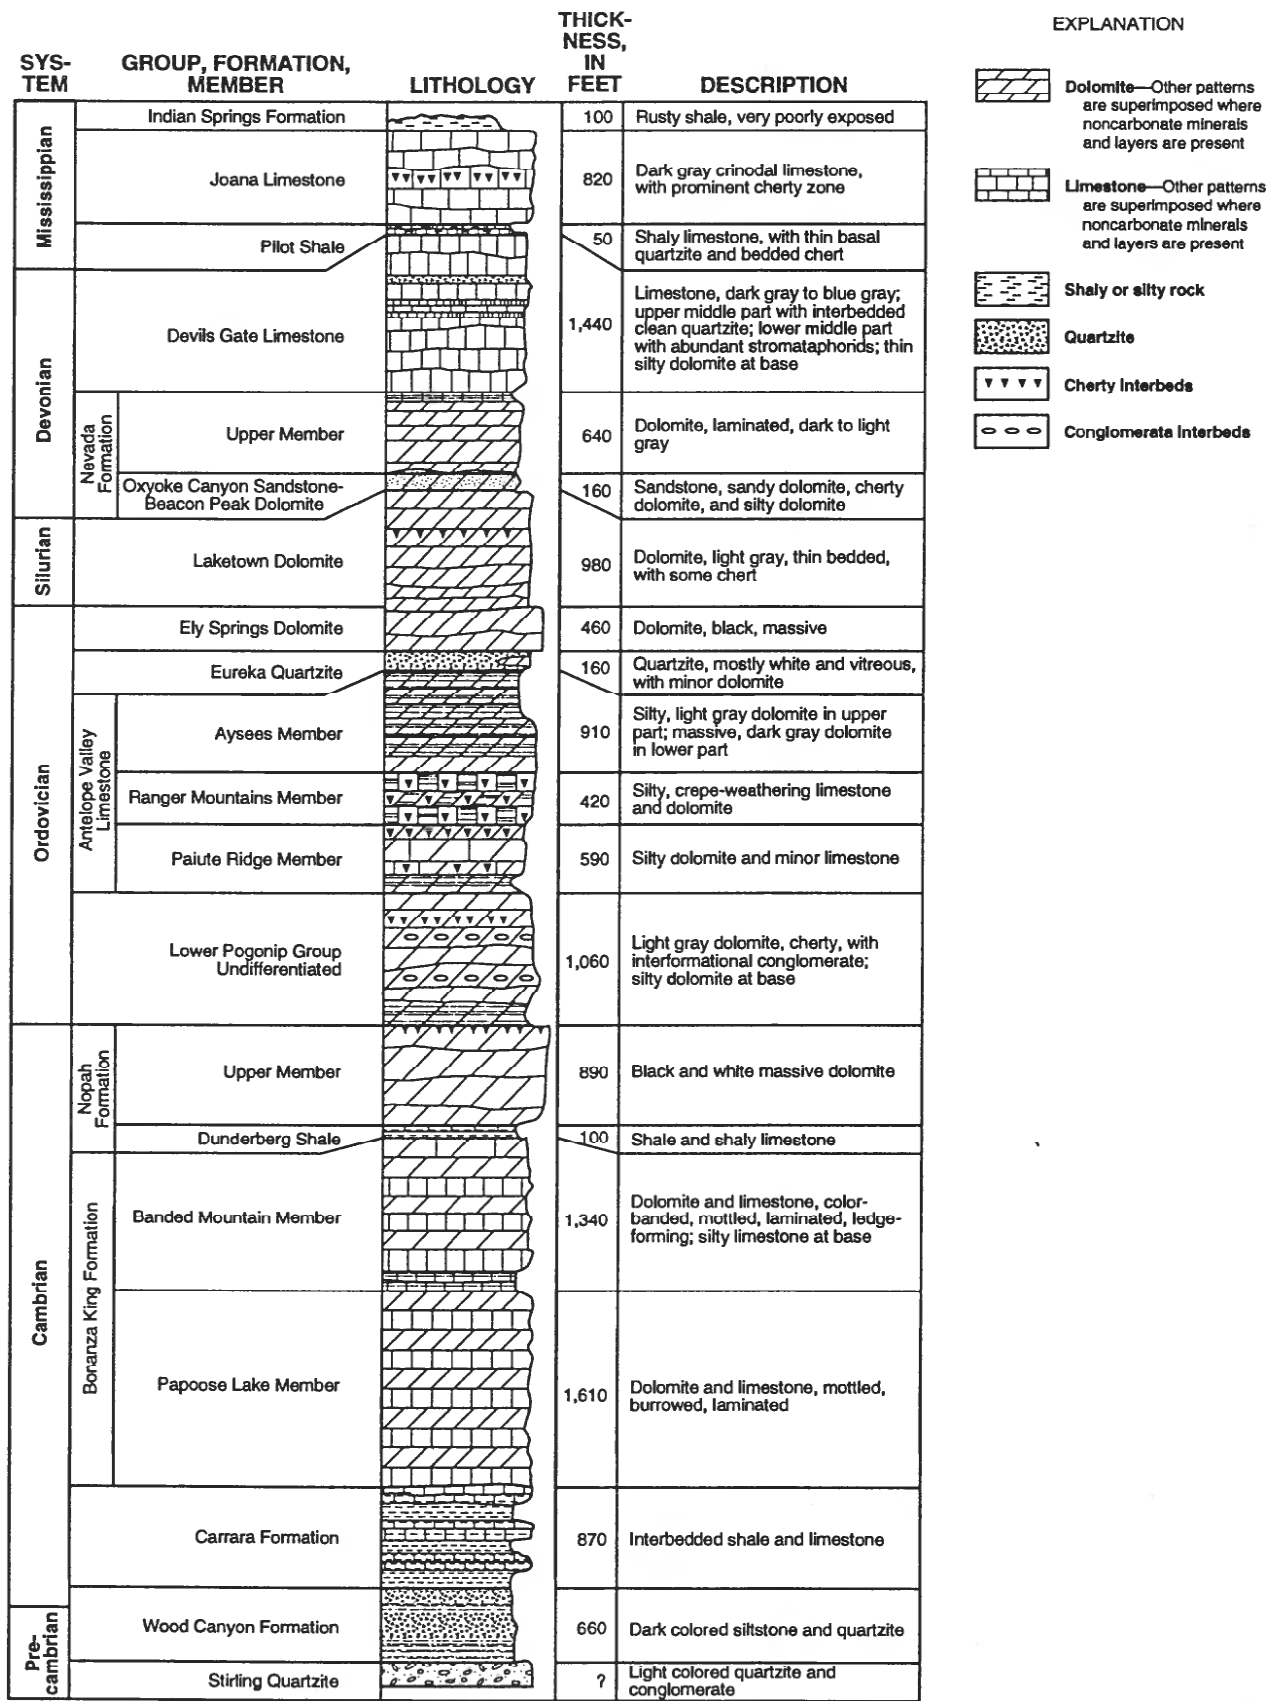 SYS-
TEM
GROUP, FORMATION,
MEMBER
LITHOLOGY
THICK-
NESS,
IN
FEET
DESCRIPTION
Mississippian
Indian Springs Formation
100
Rusty shale, very poorly exposed
Joana Limestone
820
Dark gray crinodal limestone,
with prominent cherty zone
Pilot Shale
50
Shaly limestone, with thin basal
quartzite and bedded chert
Devonian
Devils Gate Limestone
1,440
Limestone, dark gray to blue gray;
upper middle part with interbedded
clean quartzite; lower middle part
with abundant stromataphorids; thin
silty dolomite at base
Nevada
Formation
Upper Member
640
Dolomite, laminated, dark to light
gray
Oxyoke Canyon Sandstone-
Beacon Peak Dolomite
160
Sandstone, sandy dolomite, cherty
dolomite, and silty dolomite
Silurian
Laketown Dolomite
980
Dolomite, light gray, thin bedded,
with some chert
Ordovician
Ely Springs Dolomite
460
Dolomite, black, massive
Eureka Quartzite
160
Quartzite, mostly white and vitreous,
with minor dolomite
Antelope Valley
Limestone
Aysees Member
910
Silty, light gray dolomite in upper
part; massive, dark gray dolomite
in lower part
Ranger Mountains Member
420
Silty, crepe-weathering limestone
and dolomite
Paiute Ridge Member
590
Silty dolomite and minor limestone
Lower Pogonip Group
Undifferentiated
1,060
Light gray dolomite, cherty, with
interformational conglomerate;
silty dolomite at base
Cambrian
Nopah
Formation
Upper Member
890
Black and white massive dolomite
Dunderberg Shale
100
Shale and shaly limestone
Bonanza King Formation
Banded Mountain Member
1,340
Dolomite and limestone, color-
banded, mottled, laminated, ledge-
forming; silty limestone at base
Papoose Lake Member
1,610
Dolomite and limestone, mottled,
burrowed, laminated
Carrara Formation
870
Interbedded shale and limestone
Pre-
cambrian
Wood Canyon Formation
660
Dark colored siltstone and quartzite
Stirling Quartzite
?
Light colored quartzite and
conglomerate
EXPLANATION
Dolomite—Other patterns
are superimposed where
noncarbonate minerals
and layers are present
Limestone—Other patterns
are superimposed where
noncarbonate minerals
and layers are present
Shaly or silty rock
Quartzite
Cherty Interbeds
Conglomerata Interbeds